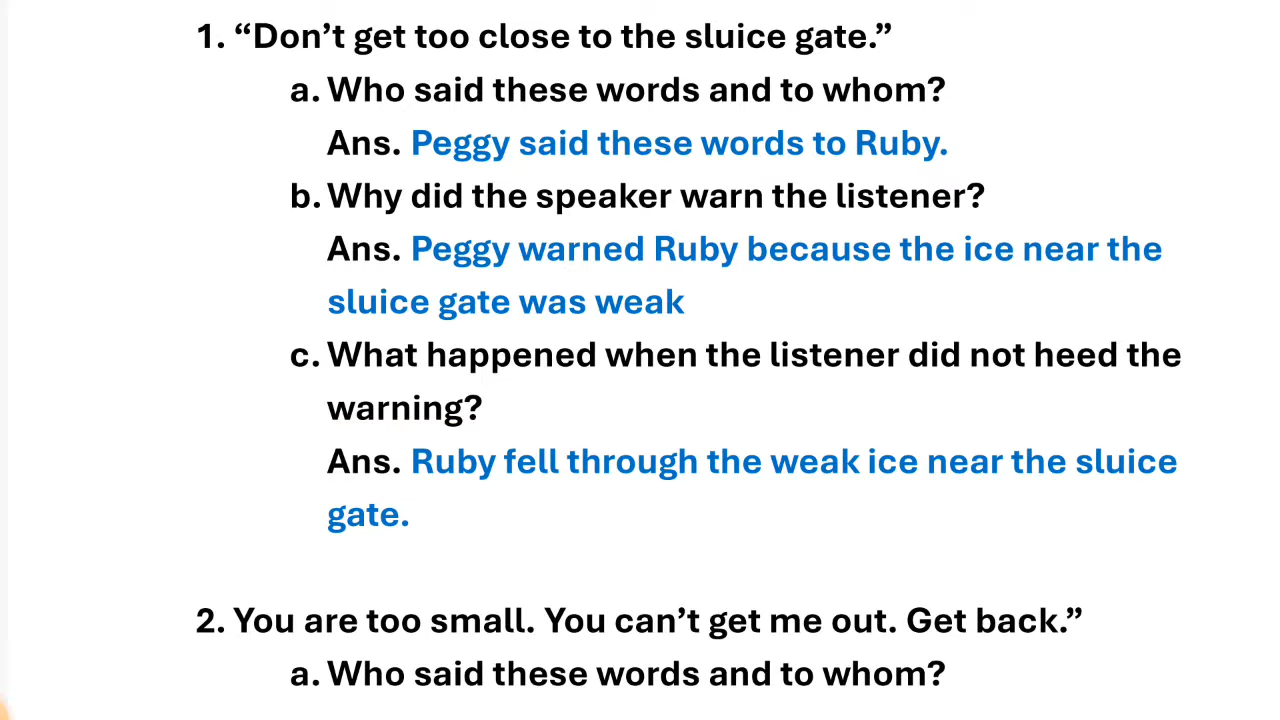 1. “Don’t get too close to the sluice gate.”
a. Who said these words and to whom?
Ans. Peggy said these words to Ruby.
b. Why did the speaker warn the listener?
Ans. Peggy warned Ruby because the ice near the
sluice gate was weak
c. What happened when the listener did not heed the
warning?
Ans. Ruby fell through the weak ice near the sluice
gate.
2. You are too small. You can’t get me out. Get back.”
a. Who said these words and to whom?